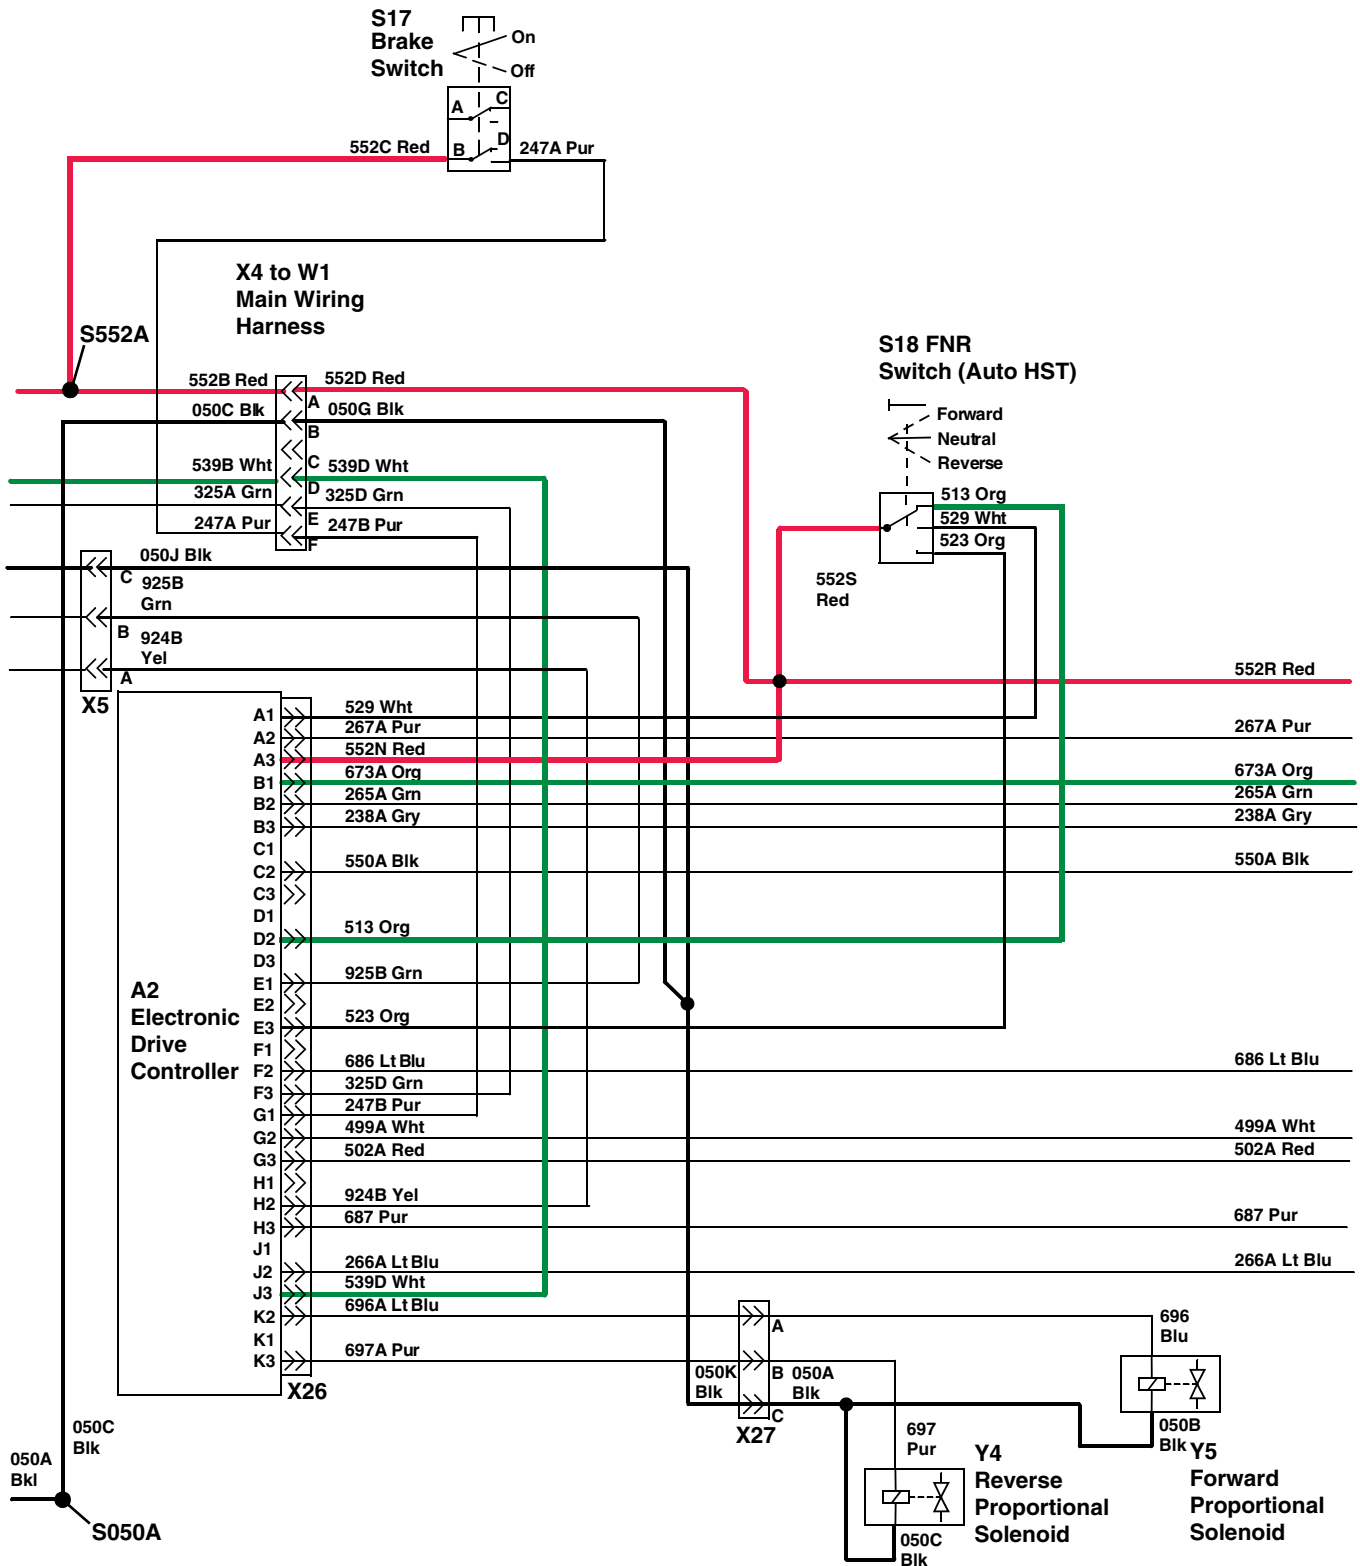 S17
Brake
Switch
On
Off
A
C
B
D
552C Red
247A Pur
X4 to W1
Main Wiring
Harness
S552A
S18 FNR
Switch (Auto HST)
Forward
Neutral
Reverse
552B Red
552D Red
A
050C Blk
050G Blk
B
C
539B Wht
539D Wht
D
325A Grn
325D Grn
E
247A Pur
247B Pur
F
513 Org
529 Wht
523 Org
552S
Red
050J Blk
C
925B
Grn
B
924B
Yel
A
X5
552R Red
A1
529 Wht
A2
267A Pur
267A Pur
A3
552N Red
B1
673A Org
673A Org
B2
265A Grn
265A Grn
B3
238A Gry
238A Gry
C1
C2
550A Blk
550A Blk
C3
D1
D2
513 Org
D3
E1
925B Grn
E2
E3
523 Org
A2
Electronic
Drive
Controller
F1
F2
686 Lt Blu
686 Lt Blu
F3
325D Grn
G1
247B Pur
G2
499A Wht
499A Wht
G3
502A Red
502A Red
H1
H2
924B Yel
H3
687 Pur
687 Pur
J1
J2
266A Lt Blu
266A Lt Blu
J3
539D Wht
K2
696A Lt Blu
K1
K3
697A Pur
X26
A
B
C
X27
050K
Blk
050A
Blk
696
Blu
697
Pur
050B
Blk
Y5
Forward
Proportional
Solenoid
Y4
Reverse
Proportional
Solenoid
050C
Blk
050C
Blk
050A
Bkl
S050A